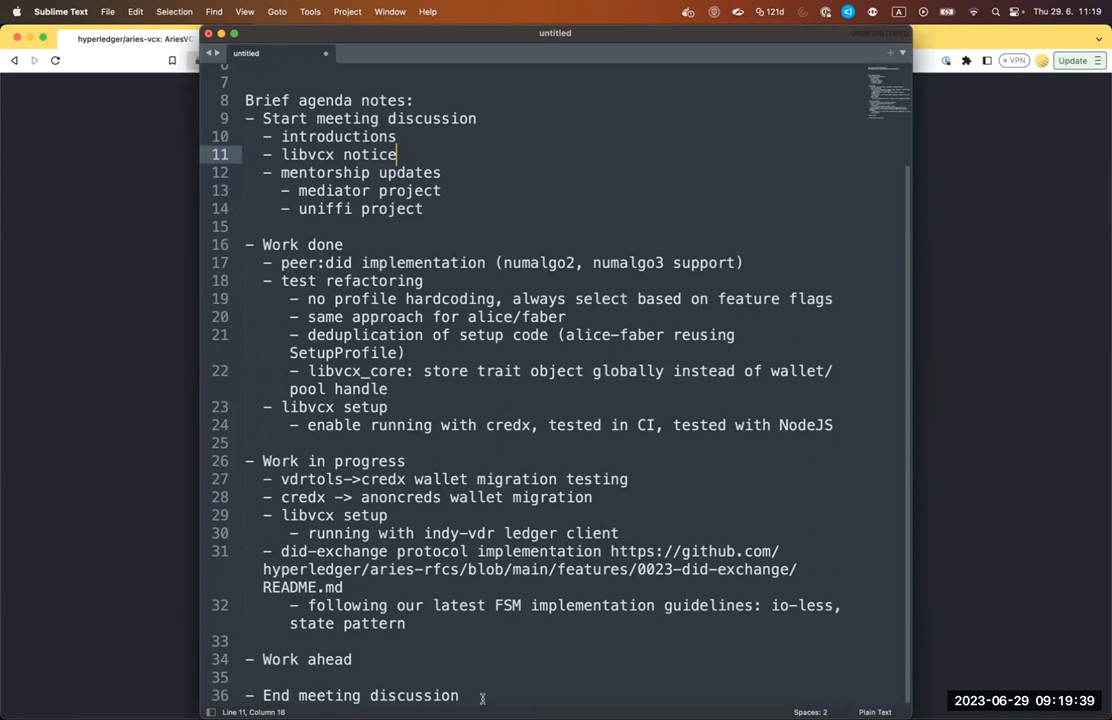 Sublime Text File Edit Selection Find View Goto Tools Project Window Help 121d A Thu 29. 6. 11:19
hyperledger/aries-vcx: AriesVC
untitled
UNREGISTERED
untitled
VPN
Update
6
7
8 Brief agenda notes:
9 - Start meeting discussion
10 - introductions
11 - libvcx notice
12 - mentorship updates
13 - mediator project
14 - uniffi project
15
16 - Work done
17 - peer:did implementation (numalgo2, numalgo3 support)
18 - test refactoring
19 - no profile hardcoding, always select based on feature flags
20 - same approach for alice/faber
21 - deduplication of setup code (alice-faber reusing
SetupProfile)
22 - libvcx_core: store trait object globally instead of wallet/
pool handle
23 - libvcx setup
24 - enable running with credx, tested in CI, tested with NodeJS
25
26 - Work in progress
27 - vdrtols->credx wallet migration testing
28 - credx -> anoncreds wallet migration
29 - libvcx setup
30 - running with indy-vdr ledger client
31 - did-exchange protocol implementation https://github.com/
hyperledger/aries-rfcs/blob/main/features/0023-did-exchange/
README.md
32 - following our latest FSM implementation guidelines: io-less,
state pattern
33
34 - Work ahead
35
36 - End meeting discussion
Line 11, Column 18
Spaces: 2
Plain Text
2023-06-29 09:19:39